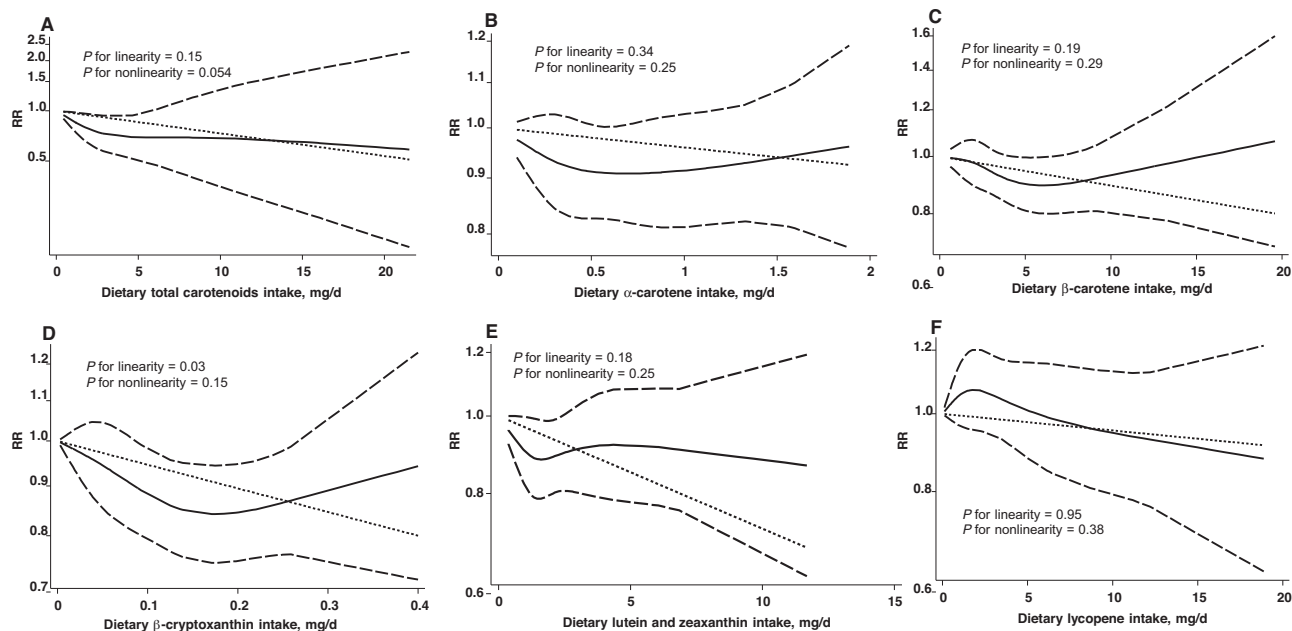 A
2.5
2.0
1.5
1.0
0.5
RR
P for linearity = 0.15
P for nonlinearity = 0.054
0
5
10
15
20
Dietary total carotenoids intake, mg/d
B
1.2
1.1
1.0
0.9
0.8
RR
P for linearity = 0.34
P for nonlinearity = 0.25
0
0.5
1
1.5
2
Dietary α-carotene intake, mg/d
C
1.6
1.4
1.2
1.0
0.8
0.6
RR
P for linearity = 0.19
P for nonlinearity = 0.29
0
5
10
15
20
Dietary β-carotene intake, mg/d
D
1.2
1.1
1.0
0.9
0.8
0.7
RR
P for linearity = 0.03
P for nonlinearity = 0.15
0
0.1
0.2
0.3
0.4
Dietary β-cryptoxanthin intake, mg/d
E
1.2
1.0
0.8
0.6
RR
P for linearity = 0.18
P for nonlinearity = 0.25
0
5
10
15
Dietary lutein and zeaxanthin intake, mg/d
F
1.2
1.0
0.8
0.6
RR
P for linearity = 0.95
P for nonlinearity = 0.38
0
5
10
15
20
Dietary lycopene intake, mg/d